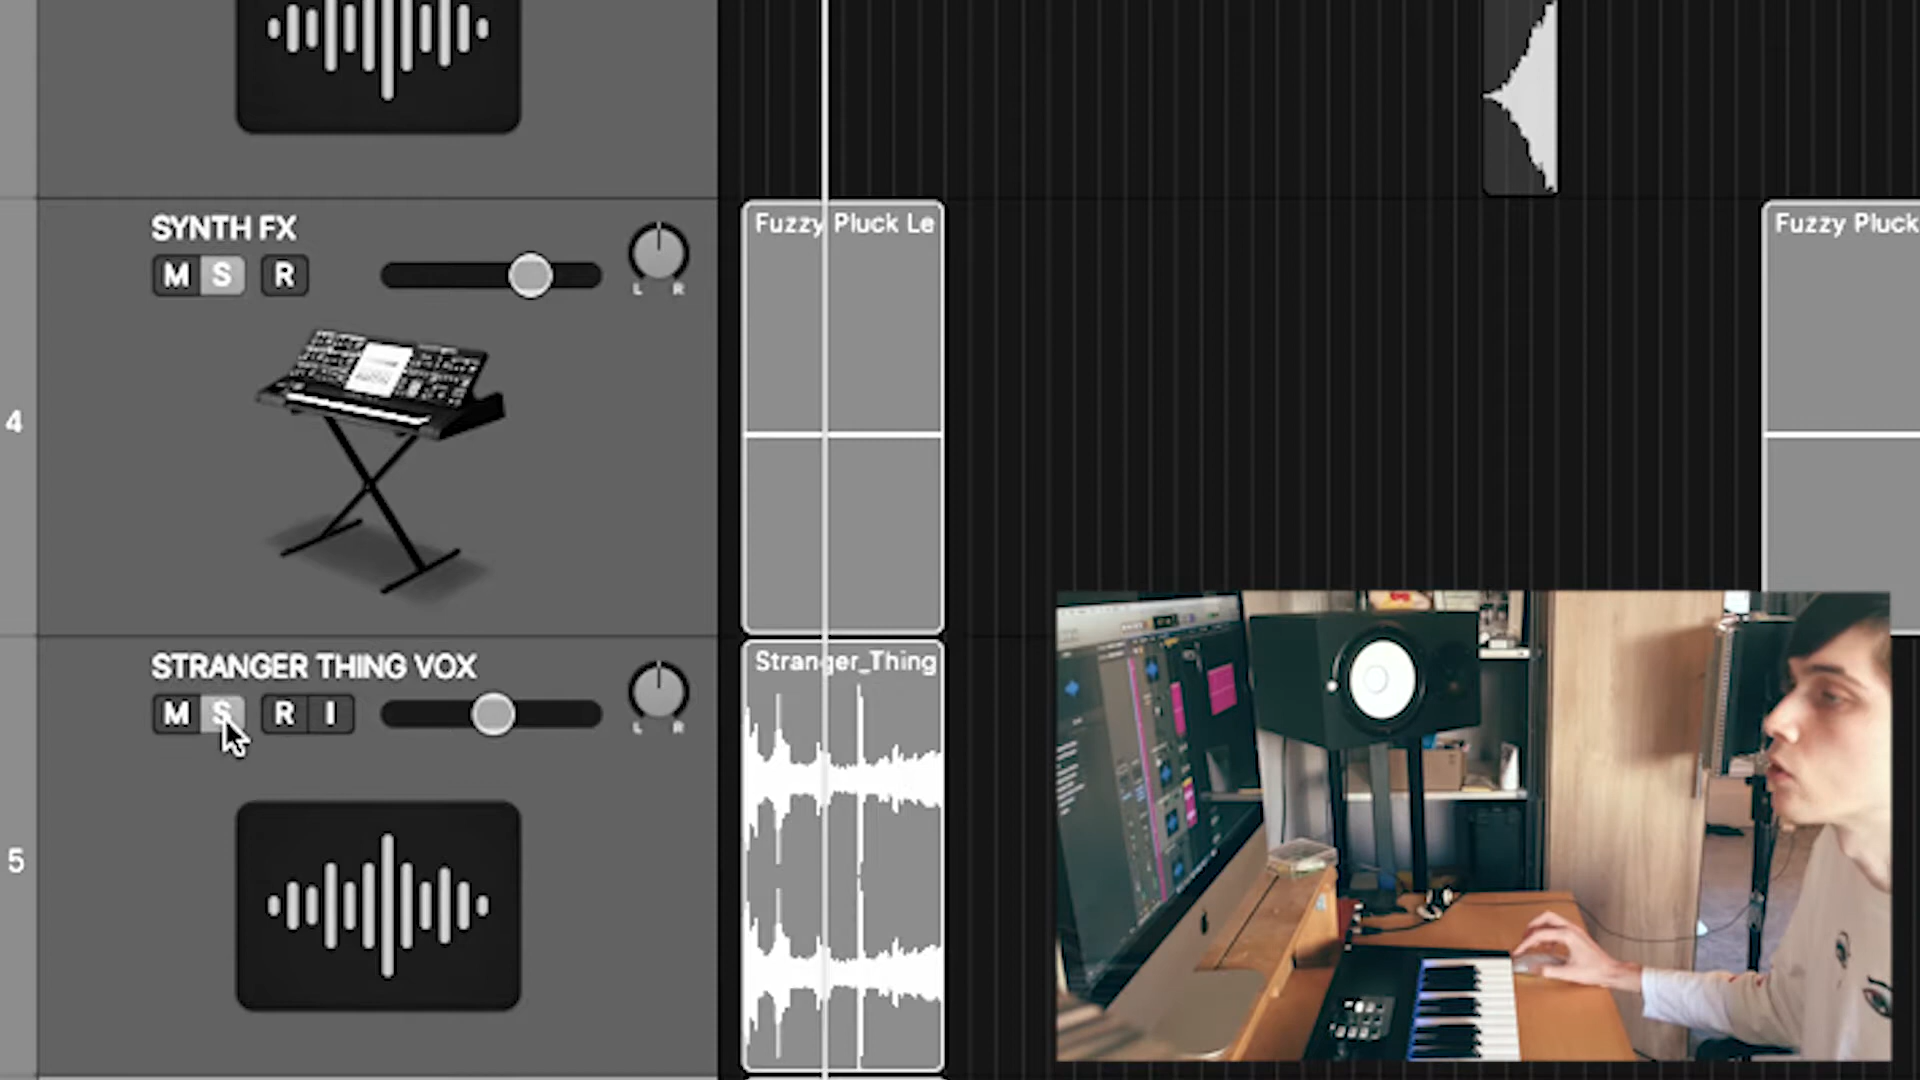 SYNTH FX
M S R
L R
Fuzzy Pluck Le
Fuzzy Pluck
4
STRANGER THING VOX
M S R I
L R
Stranger_Thing
5